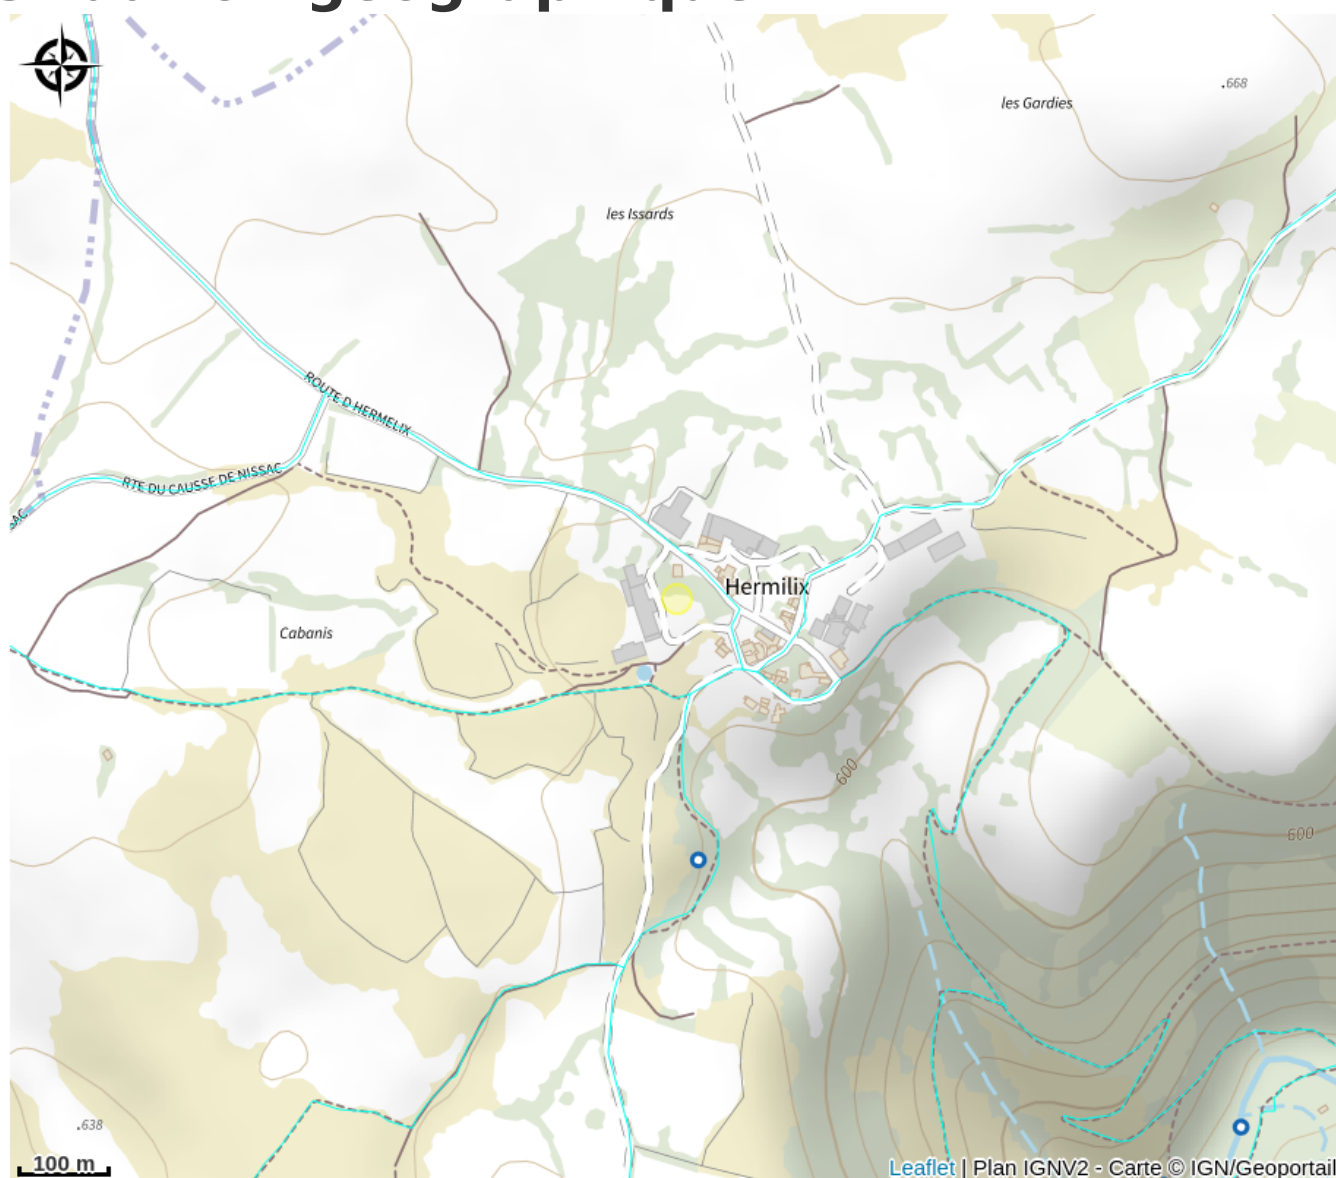 .668
les Gardies
les Issards
ROUTE D HERMELIX
RTE DU CAUSSE DE NISSAC
SAC
Hermilix
Cabanis
600
600
.638
100 m
Leaflet | Plan IGNV2 - Carte © IGN/Geoportail